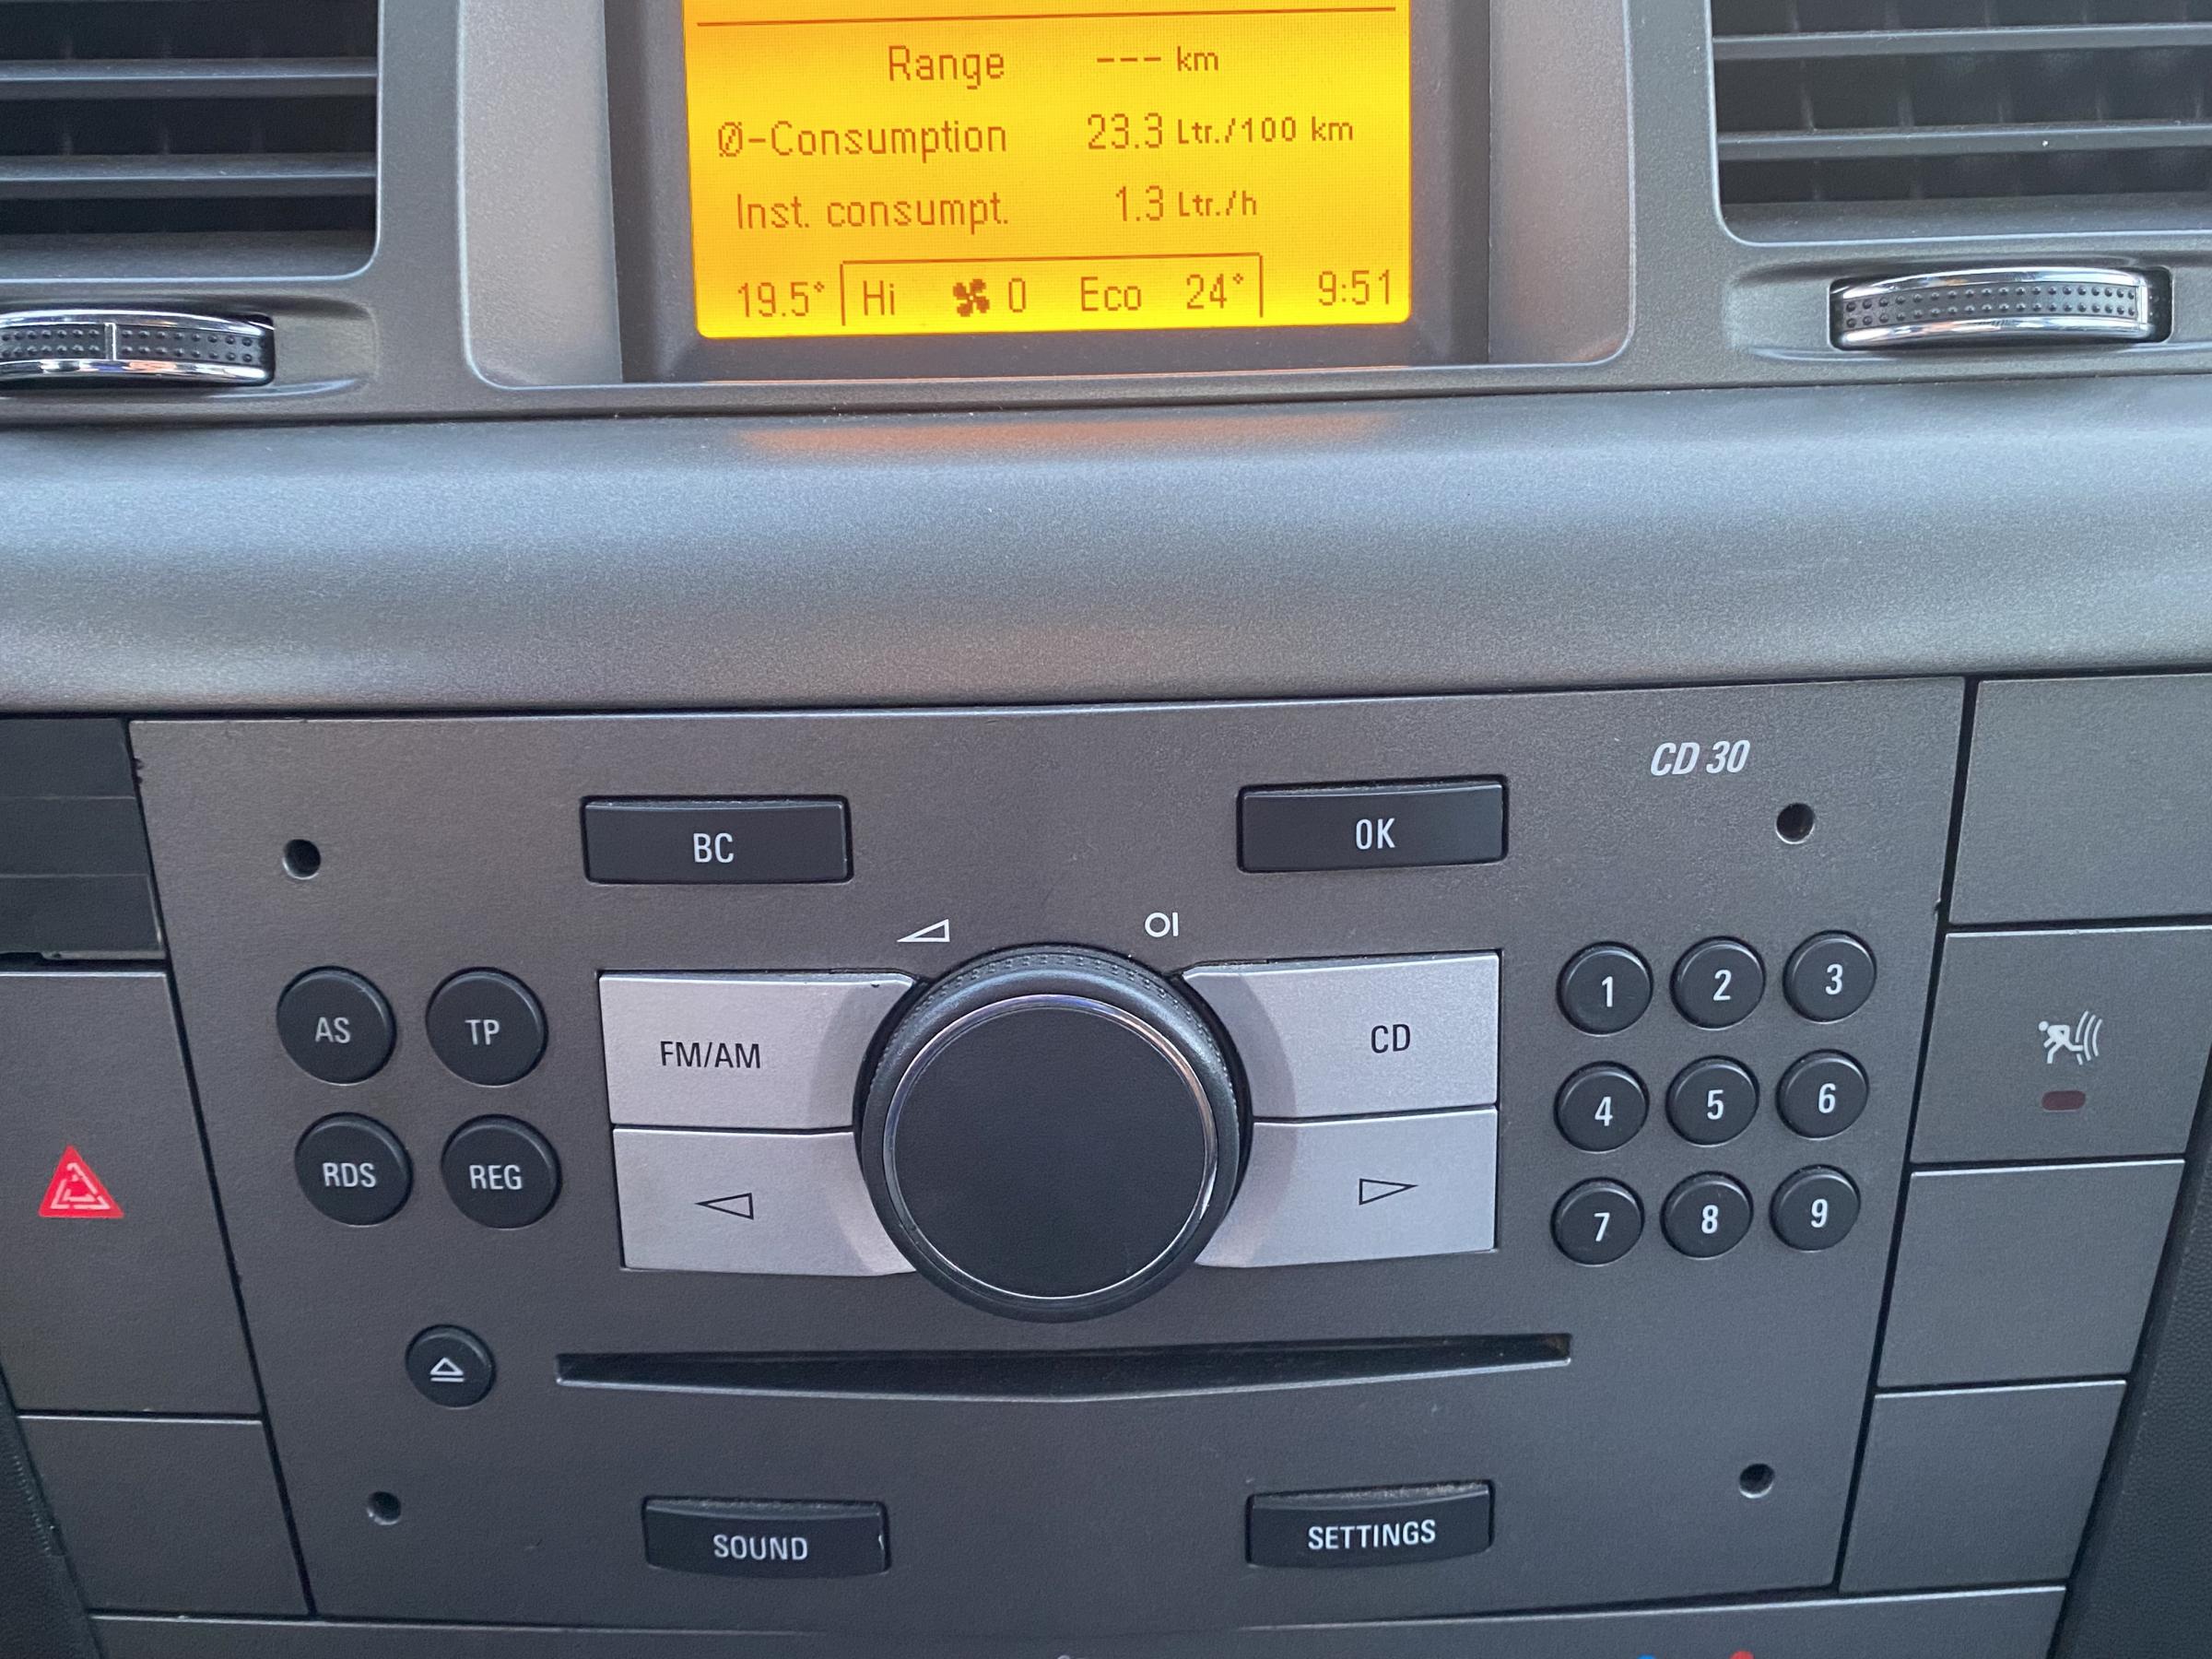 Range --- km
Ø-Consumption 23.3 Ltr./100 km
Inst. consumpt. 1.3 Ltr./h
19.5° Hi 0 Eco 24° 9:51
CD 30
BC OK
AS TP FM/AM CD 1 2 3
4 5 6
RDS REG 7 8 9
SOUND SETTINGS